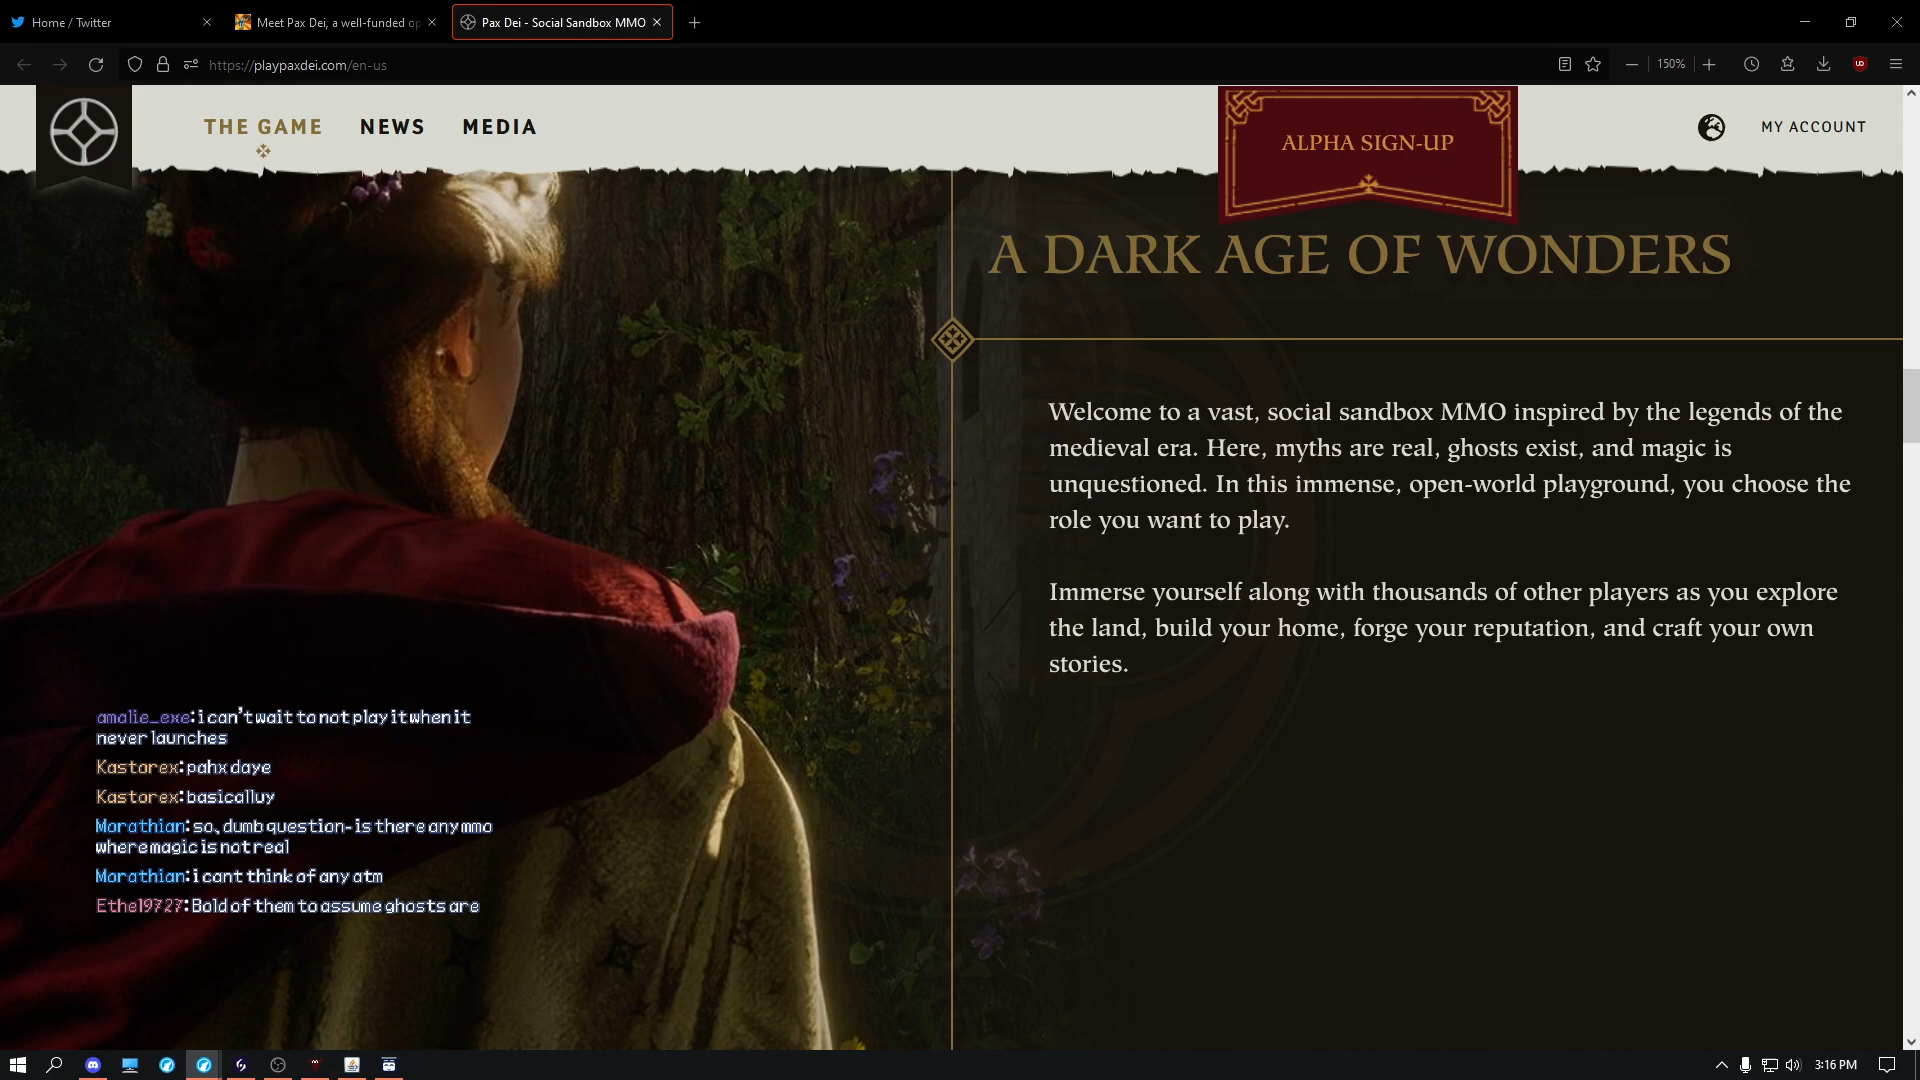 Home / Twitter
Meet Pax Dei, a well-funded op
Pax Dei - Social Sandbox MMO
https://playpaxdei.com/en-us
150%
THE GAME
NEWS
MEDIA
ALPHA SIGN-UP
MY ACCOUNT
A DARK AGE OF WONDERS
Welcome to a vast, social sandbox MMO inspired by the legends of the
medieval era. Here, myths are real, ghosts exist, and magic is
unquestioned. In this immense, open-world playground, you choose the
role you want to play.
Immerse yourself along with thousands of other players as you explore
the land, build your home, forge your reputation, and craft your own
stories.
amalie_exe: i can't wait to not play it when it
never launches
Kastorex: pahx daye
Kastorex: basicalluy
Morathian: so, dumb question - is there any mmo
where magic is not real
Morathian: i cant think of any atm
Ethel9727: Bold of them to assume ghosts are
3:16 PM